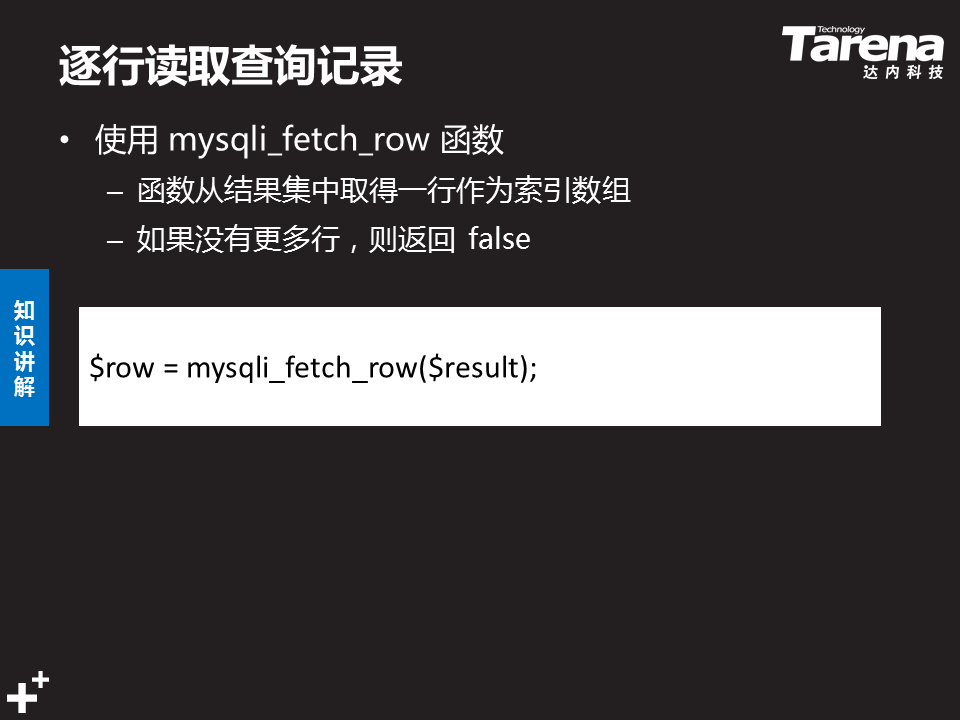 逐行读取查询记录
Technology
Tarena
达内科技
• 使用 mysqli_fetch_row 函数
– 函数从结果集中取得一行作为索引数组
– 如果没有更多行，则返回 false
知
识
讲
解
$row = mysqli_fetch_row($result);